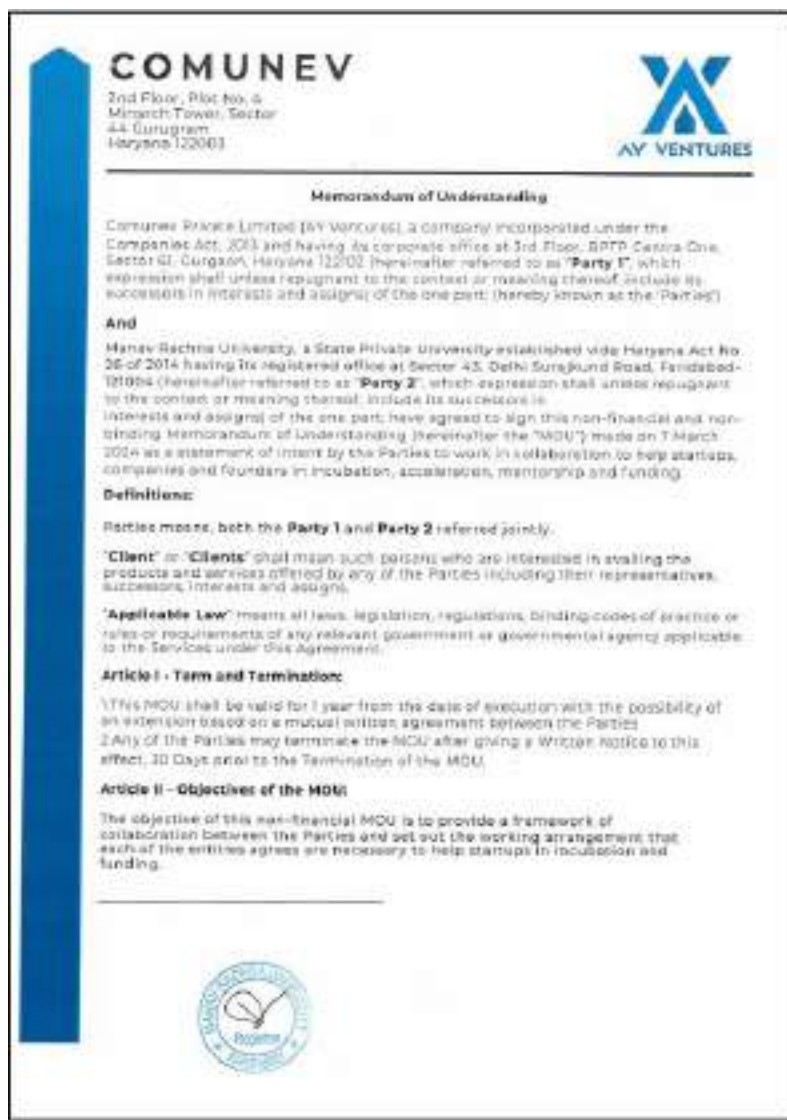 COMUNEV
2nd Floor, Plot No. 4
Minarch Tower, Sector
44 Gurugram
Haryana 122003
AY VENTURES
Memorandum of Understanding
Comunev Private Limited (AY Ventures), a company incorporated under the
Companies Act, 2013 and having its corporate office at 3rd Floor, BPTP Centra One,
Sector 61, Gurgaon, Haryana 122102 (hereinafter referred to as "Party 1", which
expression shall unless repugnant to the context or meaning thereof, include its
successors in interests and assigns) of the one part; (hereby known as the 'Parties')
And
Manav Rachna University, a State Private University established vide Haryana Act No
26 of 2014 having its registered office at Sector 43, Delhi Surajkund Road, Faridabad-
121004 (hereinafter referred to as "Party 2", which expression shall unless repugnant
to the context or meaning thereof, include its successors in
interests and assigns) of the one part; have agreed to sign this non-financial and non-
binding Memorandum of Understanding (hereinafter the "MOU") made on 7 March
2024 as a statement of intent by the Parties to work in collaboration to help startups,
companies and founders in incubation, acceleration, mentorship and funding
Definitions:
Parties means, both the Party 1 and Party 2 referred jointly.
"Client" or "Clients" shall mean such persons who are interested in availing the
products and services offered by any of the Parties including their representatives,
successors, interests and assigns.
"Applicable Law" means all laws, legislation, regulations, binding codes of practice or
rules or requirements of any relevant government or governmental agency applicable
to the Services under this Agreement.
Article I - Term and Termination:
1.This MOU shall be valid for 1 year from the date of execution with the possibility of
an extension based on a mutual written agreement between the Parties
2.Any of the Parties may terminate the MOU after giving a Written Notice to this
effect, 30 Days prior to the Termination of the MOU.
Article II - Objectives of the MOU:
The objective of this non-financial MOU is to provide a framework of
collaboration between the Parties and set out the working arrangement that
each of the entities agrees are necessary to help startups in incubation and
funding.